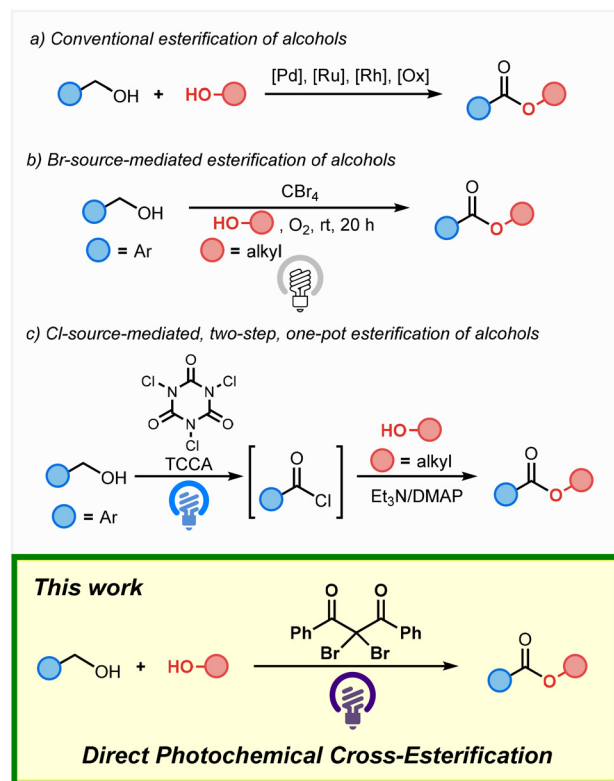 a) Conventional esterification of alcohols
OH + HO [Pd], [Ru], [Rh], [Ox] O O
b) Br-source-mediated esterification of alcohols
OH CBr₄ O O
HO , O₂, rt, 20 h
= Ar = alkyl
c) Cl-source-mediated, two-step, one-pot esterification of alcohols
O
Cl N N Cl
O N O
Cl
TCCA
OH
= Ar
O
Cl
HO
= alkyl
Et₃N/DMAP
O
O
This work
O O
Ph Ph
Br Br
OH + HO
O
O
Direct Photochemical Cross-Esterification